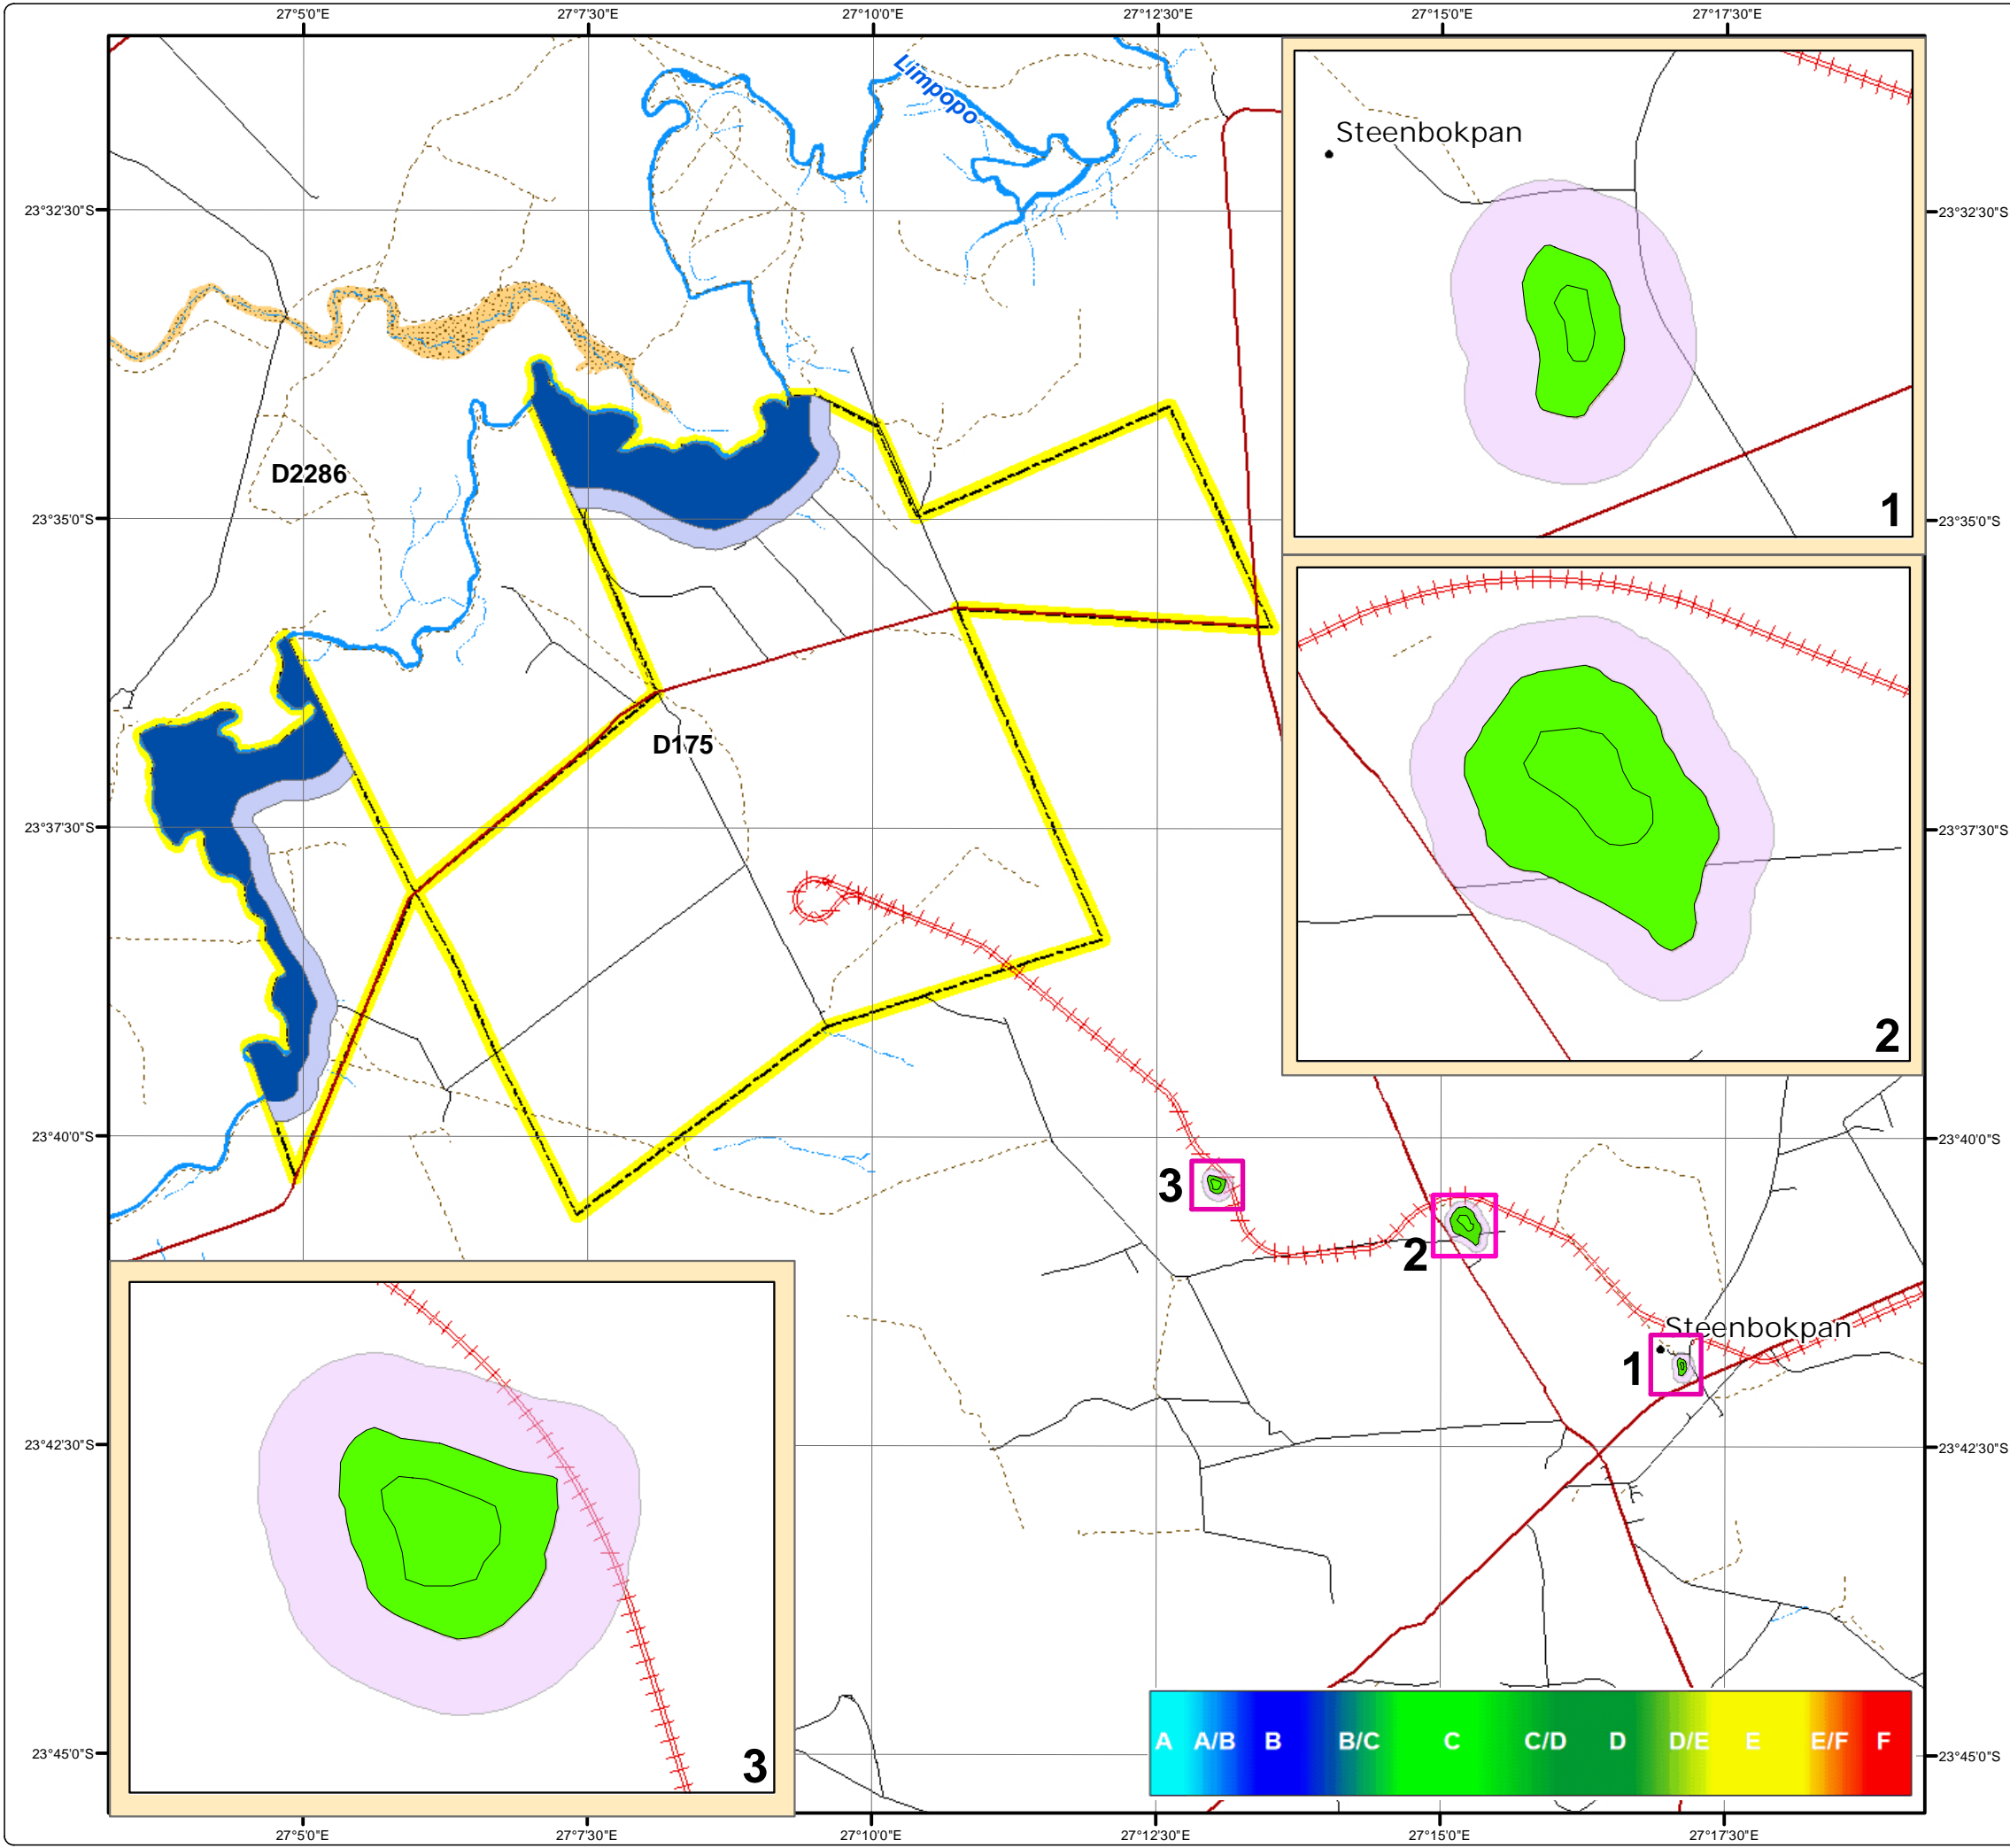 27°5'0"E
27°7'30"E
27°10'0"E
27°12'30"E
27°15'0"E
27°17'30"E
Limpopo
Steenbokpan
23°32'30"S
23°32'30"S
D2286
1
23°35'0"S
23°35'0"S
D175
23°37'30"S
23°37'30"S
2
23°40'0"S
23°40'0"S
3
2
Steenbokpan
1
23°42'30"S
23°42'30"S
A A/B B B/C C C/D D D/E E E/F F
3
23°45'0"S
23°45'0"S
27°5'0"E
27°7'30"E
27°10'0"E
27°12'30"E
27°15'0"E
27°17'30"E